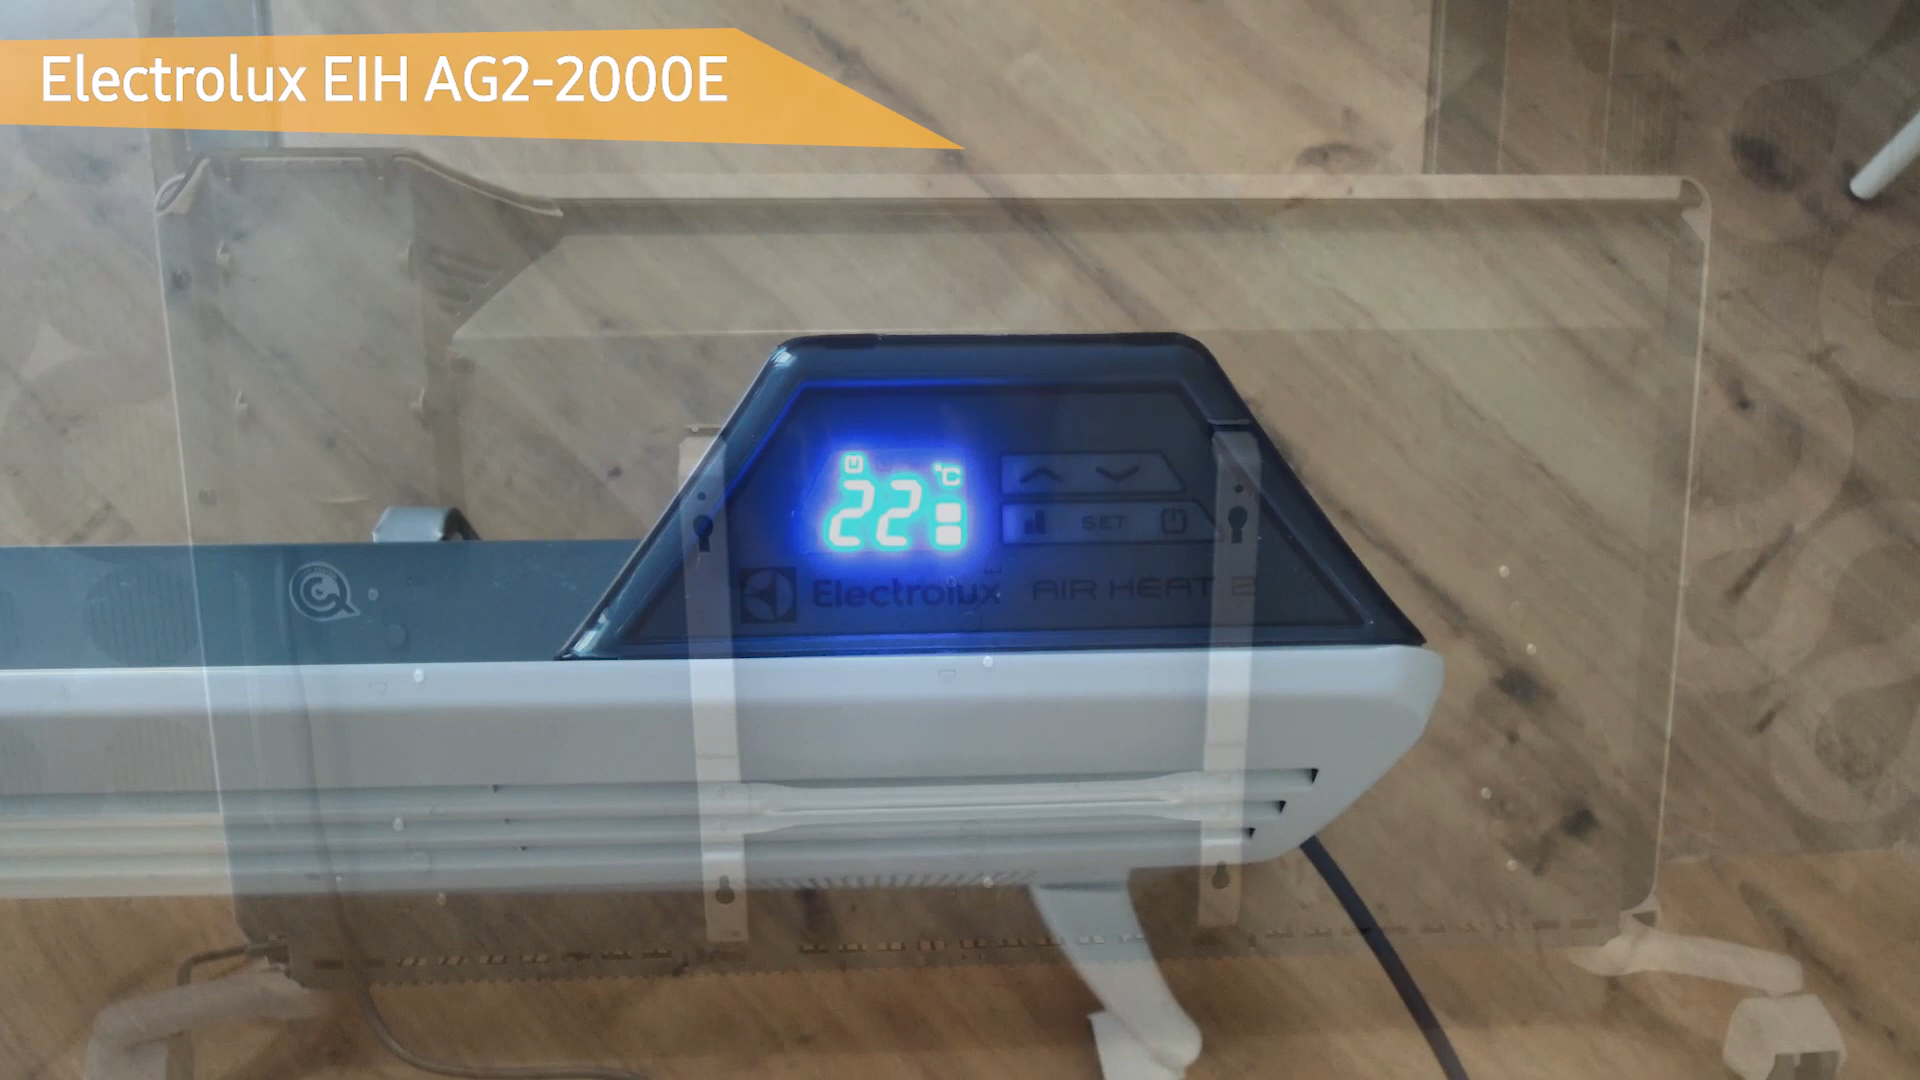 Electrolux EIH AG2-2000E
°C
22
SET
Electrolux AIR HEAT 2